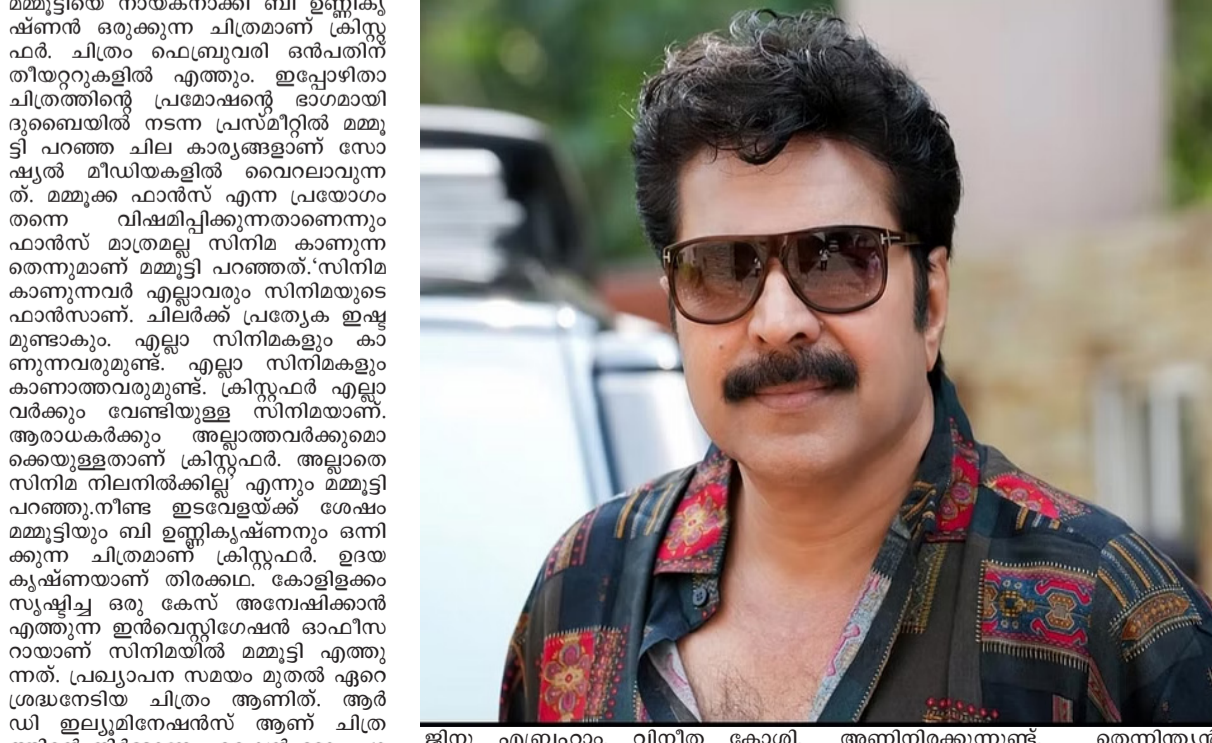 മമ്മൂട്ടിയെ നായകനാക്കി ബി ഉണ്ണികൃ
ഷ്ണൻ ഒരുക്കുന്ന ചിത്രമാണ് ക്രിസ്റ്റ
ഫർ. ചിത്രം ഫെബ്രുവരി ഒൻപതിന്
തീയറ്ററുകളിൽ എത്തും. ഇപ്പോഴിതാ
ചിത്രത്തിന്റെ പ്രമോഷന്റെ ഭാഗമായി
ദുബൈയിൽ നടന്ന പ്രസ്മീറ്റിൽ മമ്മൂ
ട്ടി പറഞ്ഞ ചില കാര്യങ്ങളാണ് സോ
ഷ്യൽ മീഡിയകളിൽ വൈറലാവുന്ന
ത്. മമ്മൂക്ക ഫാൻസ് എന്ന പ്രയോഗം
തന്നെ വിഷമിപ്പിക്കുന്നതാണെന്നും
ഫാൻസ് മാത്രമല്ല സിനിമ കാണുന്ന
തെന്നുമാണ് മമ്മൂട്ടി പറഞ്ഞത്.‘സിനിമ
കാണുന്നവർ എല്ലാവരും സിനിമയുടെ
ഫാൻസാണ്. ചിലർക്ക് പ്രത്യേക ഇഷ്ട
മുണ്ടാകും. എല്ലാ സിനിമകളും കാ
ണുന്നവരുമുണ്ട്. എല്ലാ സിനിമകളും
കാണാത്തവരുമുണ്ട്. ക്രിസ്റ്റഫർ എല്ലാ
വർക്കും വേണ്ടിയുള്ള സിനിമയാണ്.
ആരാധകർക്കും അല്ലാത്തവർക്കുമൊ
ക്കെയുള്ളതാണ് ക്രിസ്റ്റഫർ. അല്ലാതെ
സിനിമ നിലനിൽക്കില്ല’ എന്നും മമ്മൂട്ടി
പറഞ്ഞു.നീണ്ട ഇടവേളയ്ക്ക് ശേഷം
മമ്മൂട്ടിയും ബി ഉണ്ണികൃഷ്ണനും ഒന്നി
ക്കുന്ന ചിത്രമാണ് ക്രിസ്റ്റഫർ. ഉദയ
കൃഷ്ണയാണ് തിരക്കഥ. കോളിളക്കം
സൃഷ്ടിച്ച ഒരു കേസ് അന്വേഷിക്കാൻ
എത്തുന്ന ഇൻവെസ്റ്റിഗേഷൻ ഓഫീസ
റായാണ് സിനിമയിൽ മമ്മൂട്ടി എത്തു
ന്നത്. പ്രഖ്യാപന സമയം മുതൽ ഏറെ
ശ്രദ്ധനേടിയ ചിത്രം ആണിത്. ആർ
ഡി ഇല്യൂമിനേഷൻസ് ആണ് ചിത്ര
എബ്രഹാം വിനീത കോശി അണിനിരക്കുന്നുണ്ട്